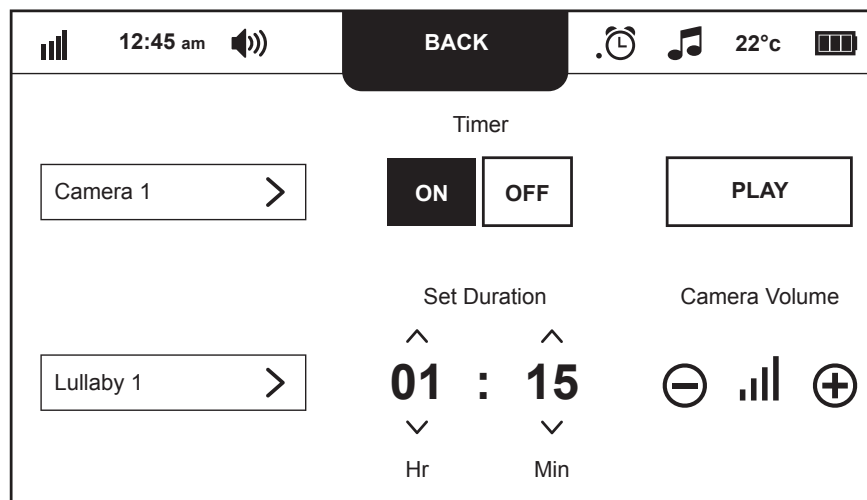 12:45 am BACK 22°c
Timer
Camera 1 ON OFF PLAY
Set Duration Camera Volume
Lullaby 1 01 : 15
Hr Min